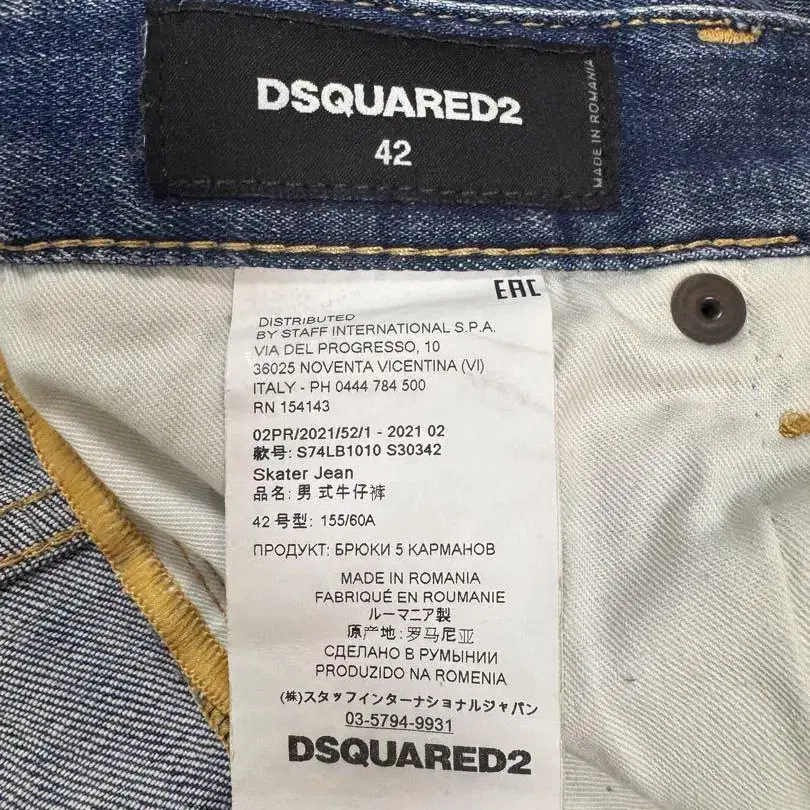 DSQUARED2
42
MADE IN ROMANIA
EAC
DISTRIBUTED
BY STAFF INTERNATIONAL S.P.A.
VIA DEL PROGRESSO, 10
36025 NOVENTA VICENTINA (VI)
ITALY - PH 0444 784 500
RN 154143
02PR/2021/52/1 - 2021 02
款号: S74LB1010 S30342
Skater Jean
品名: 男 式牛仔裤
42 号型: 155/60A
ПРОДУКТ: БРЮКИ 5 КАРМАНОВ
MADE IN ROMANIA
FABRIQUÉ EN ROUMANIE
ルーマニア製
原产地: 罗马尼亚
СДЕЛАНО В РУМЫНИИ
PRODUZIDO NA ROMENIA
(株)スタッフインターナショナルジャパン
03-5794-9931
DSQUARED2